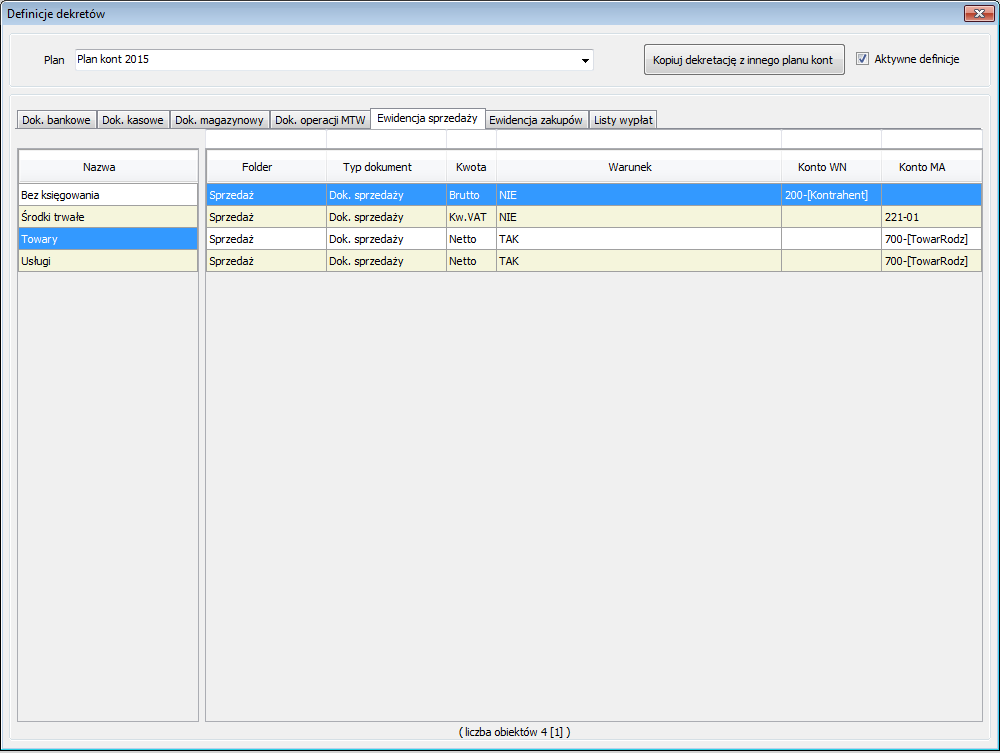 Definicje dekretów
Plan Plan kont 2015 Kopiuj dekretację z innego planu kont Aktywne definicje
Dok. bankowe Dok. kasowe Dok. magazynowy Dok. operacji MTW Ewidencja sprzedaży Ewidencja zakupów Listy wypłat
Nazwa Folder Typ dokument Kwota Warunek Konto WN Konto MA
Bez księgowania Sprzedaż Dok. sprzedaży Brutto NIE 200-[Kontrahent]
Środki trwałe Sprzedaż Dok. sprzedaży Kw.VAT NIE 221-01
Towary Sprzedaż Dok. sprzedaży Netto TAK 700-[TowarRodz]
Usługi Sprzedaż Dok. sprzedaży Netto TAK 700-[TowarRodz]
( liczba obiektów 4 [1] )